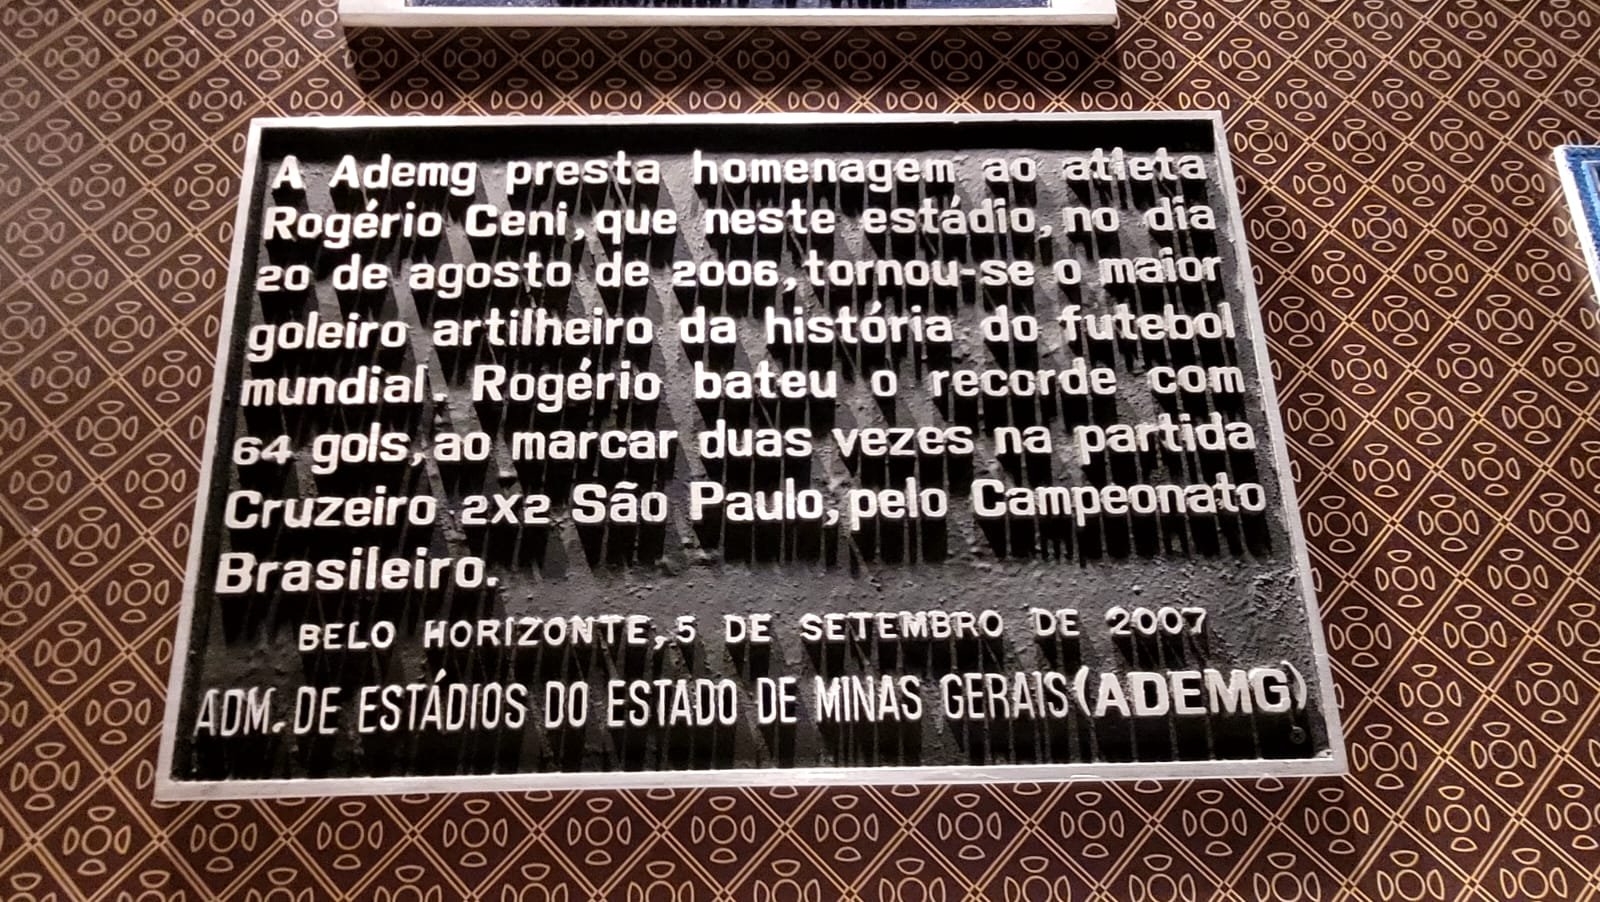 A Ademg presta homenagem ao atleta
Rogério Ceni, que neste estádio, no dia
20 de agosto de 2006, tornou-se o maior
goleiro artilheiro da história do futebol
mundial. Rogério bateu o recorde com
64 gols, ao marcar duas vezes na partida
Cruzeiro 2X2 São Paulo, pelo Campeonato
Brasileiro.
BELO HORIZONTE, 5 DE SETEMBRO DE 2007
ADM. DE ESTÁDIOS DO ESTADO DE MINAS GERAIS (ADEMG)